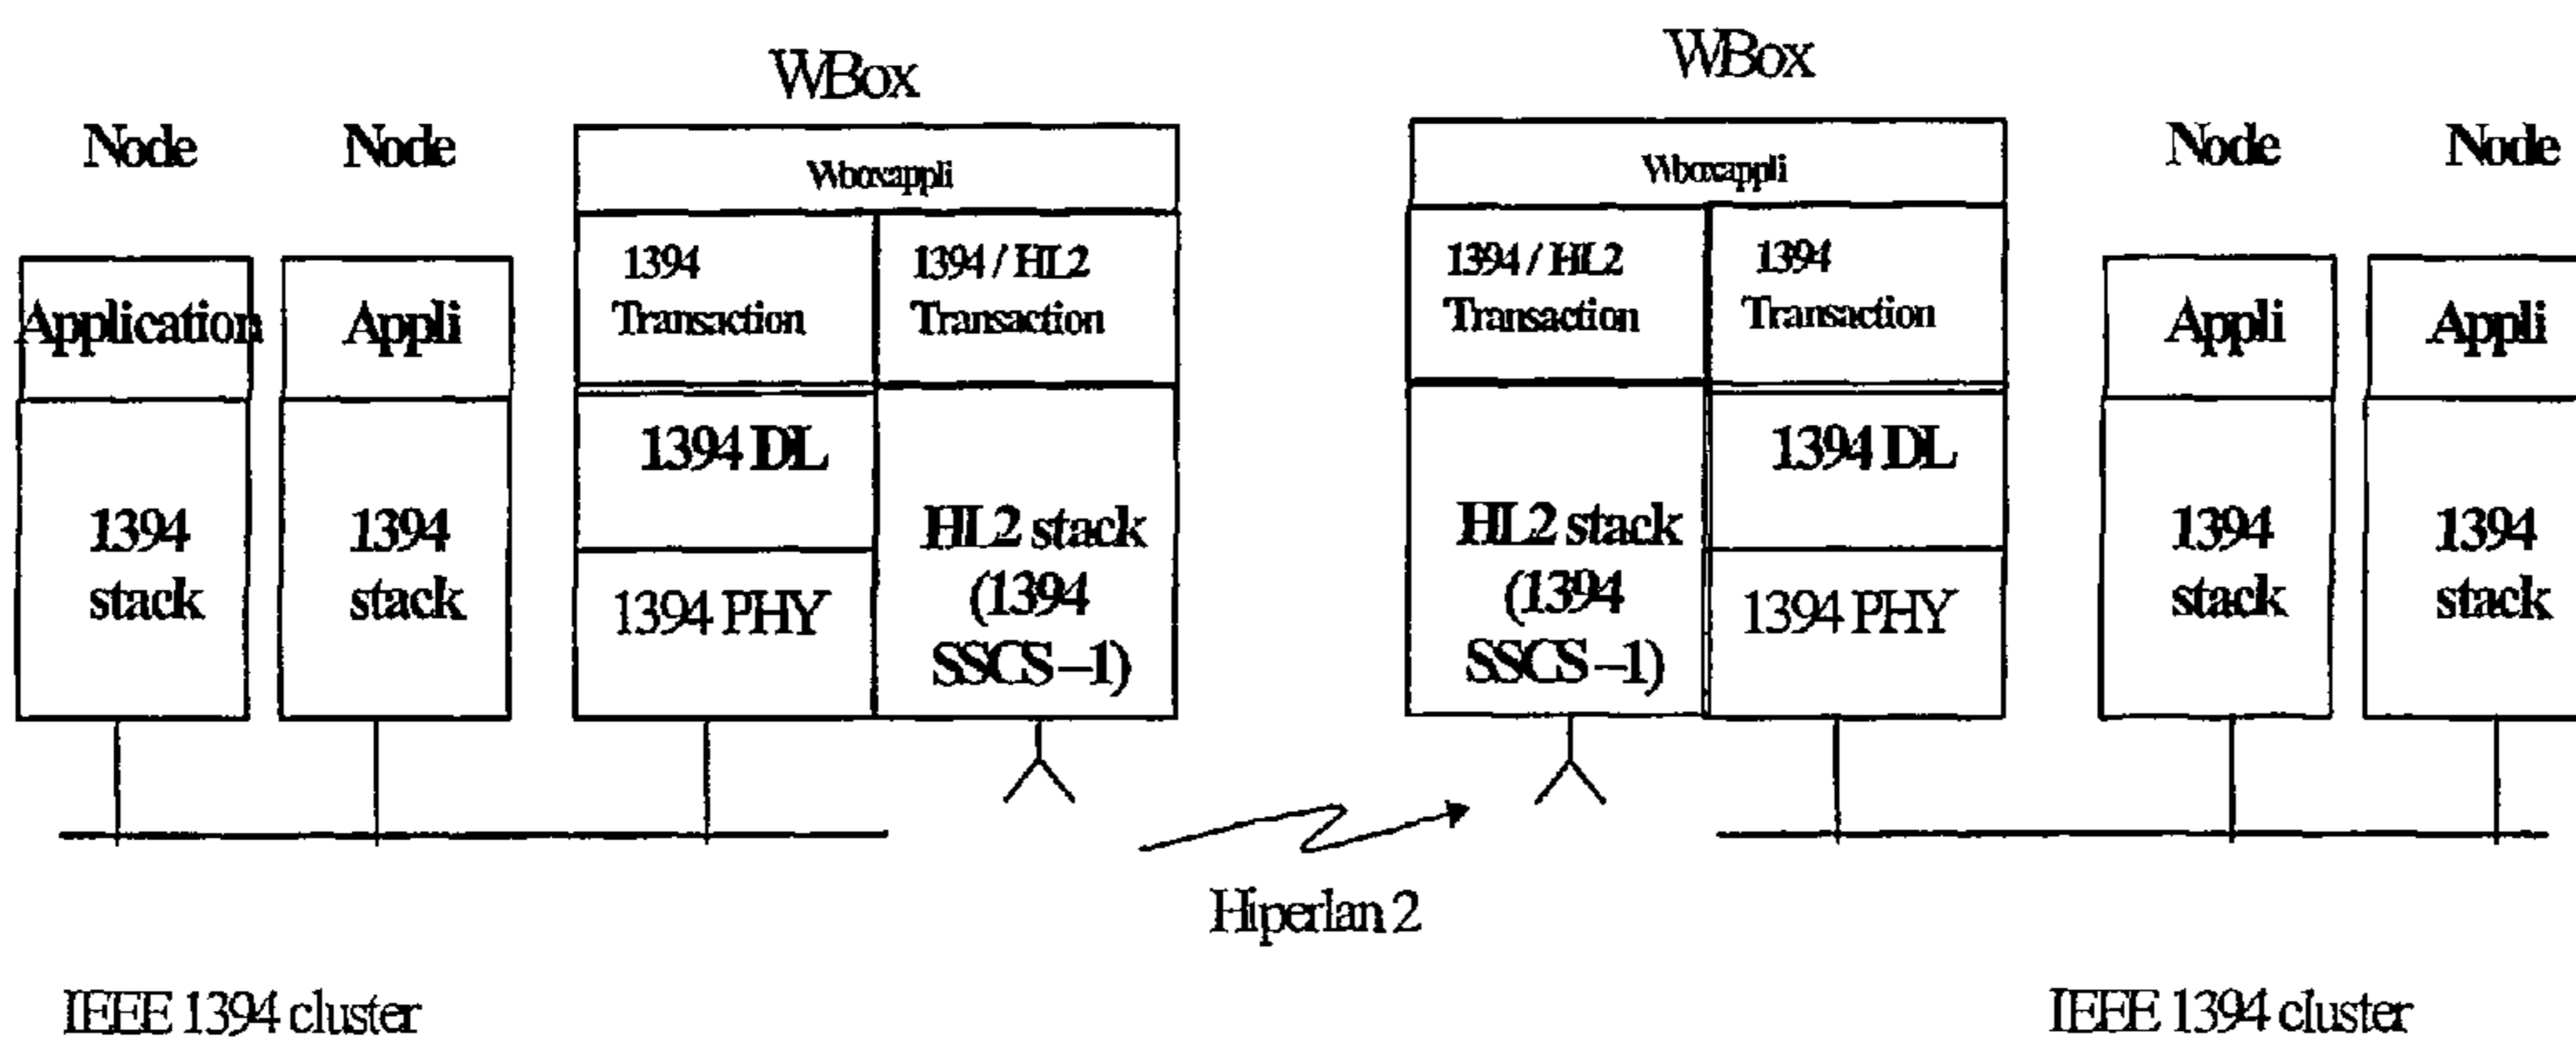 WBox
WBox
Node
Node
Node
Node
Wboxappli
Wboxappli
1394
Transaction
1394 / HL2
Transaction
1394 / HL2
Transaction
1394
Transaction
Application
Appli
Appli
Appli
1394 DL
1394 DL
1394
stack
1394
stack
HL2 stack
(1394
SSCS –1)
HL2 stack
(1394
SSCS –1)
1394
stack
1394
stack
1394 PHY
1394 PHY
Hiperlan 2
IEEE 1394 cluster
IEEE 1394 cluster